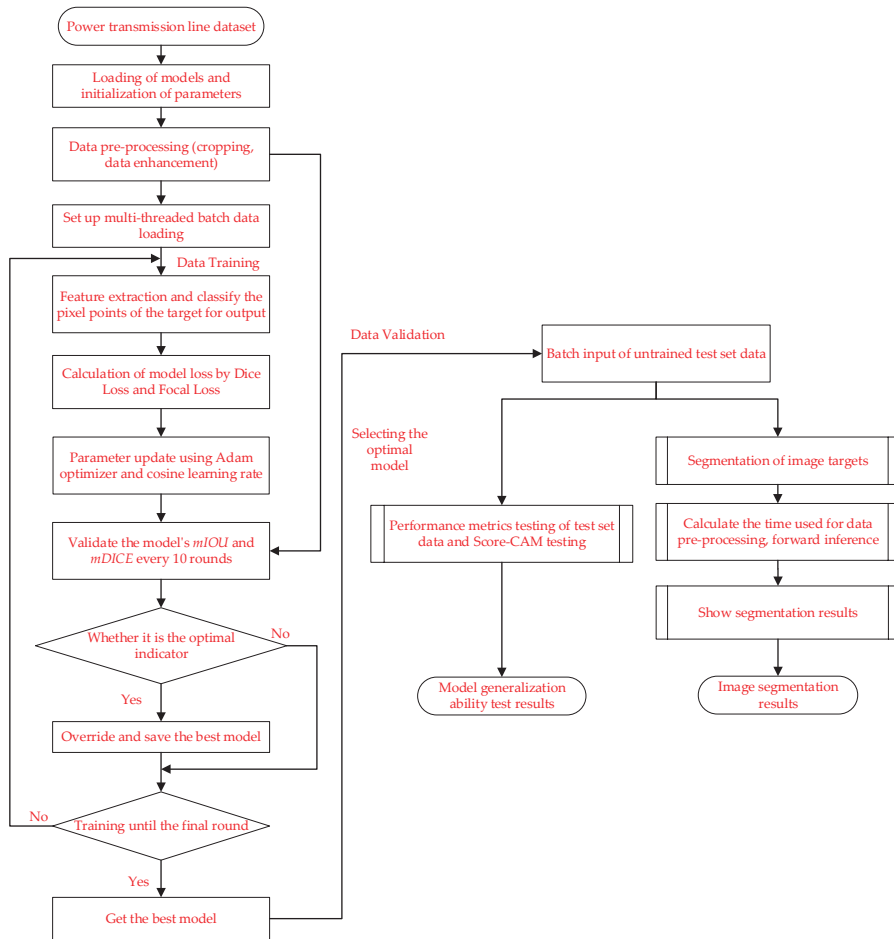 Power transmission line dataset
Loading of models and
initialization of parameters
Data pre-processing (cropping,
data enhancement)
Set up multi-threaded batch data
loading
Data Training
Feature extraction and classify the
pixel points of the target for output
Calculation of model loss by Dice
Loss and Focal Loss
Parameter update using Adam
optimizer and cosine learning rate
Validate the model's mIOU and
mDICE every 10 rounds
Whether it is the optimal
indicator
No
Yes
Override and save the best model
No
Training until the final round
Yes
Get the best model
Data Validation
Selecting the
optimal
model
Batch input of untrained test set data
Performance metrics testing of test set
data and Score-CAM testing
Model generalization
ability test results
Segmentation of image targets
Calculate the time used for data
pre-processing, forward inference
Show segmentation results
Image segmentation
results